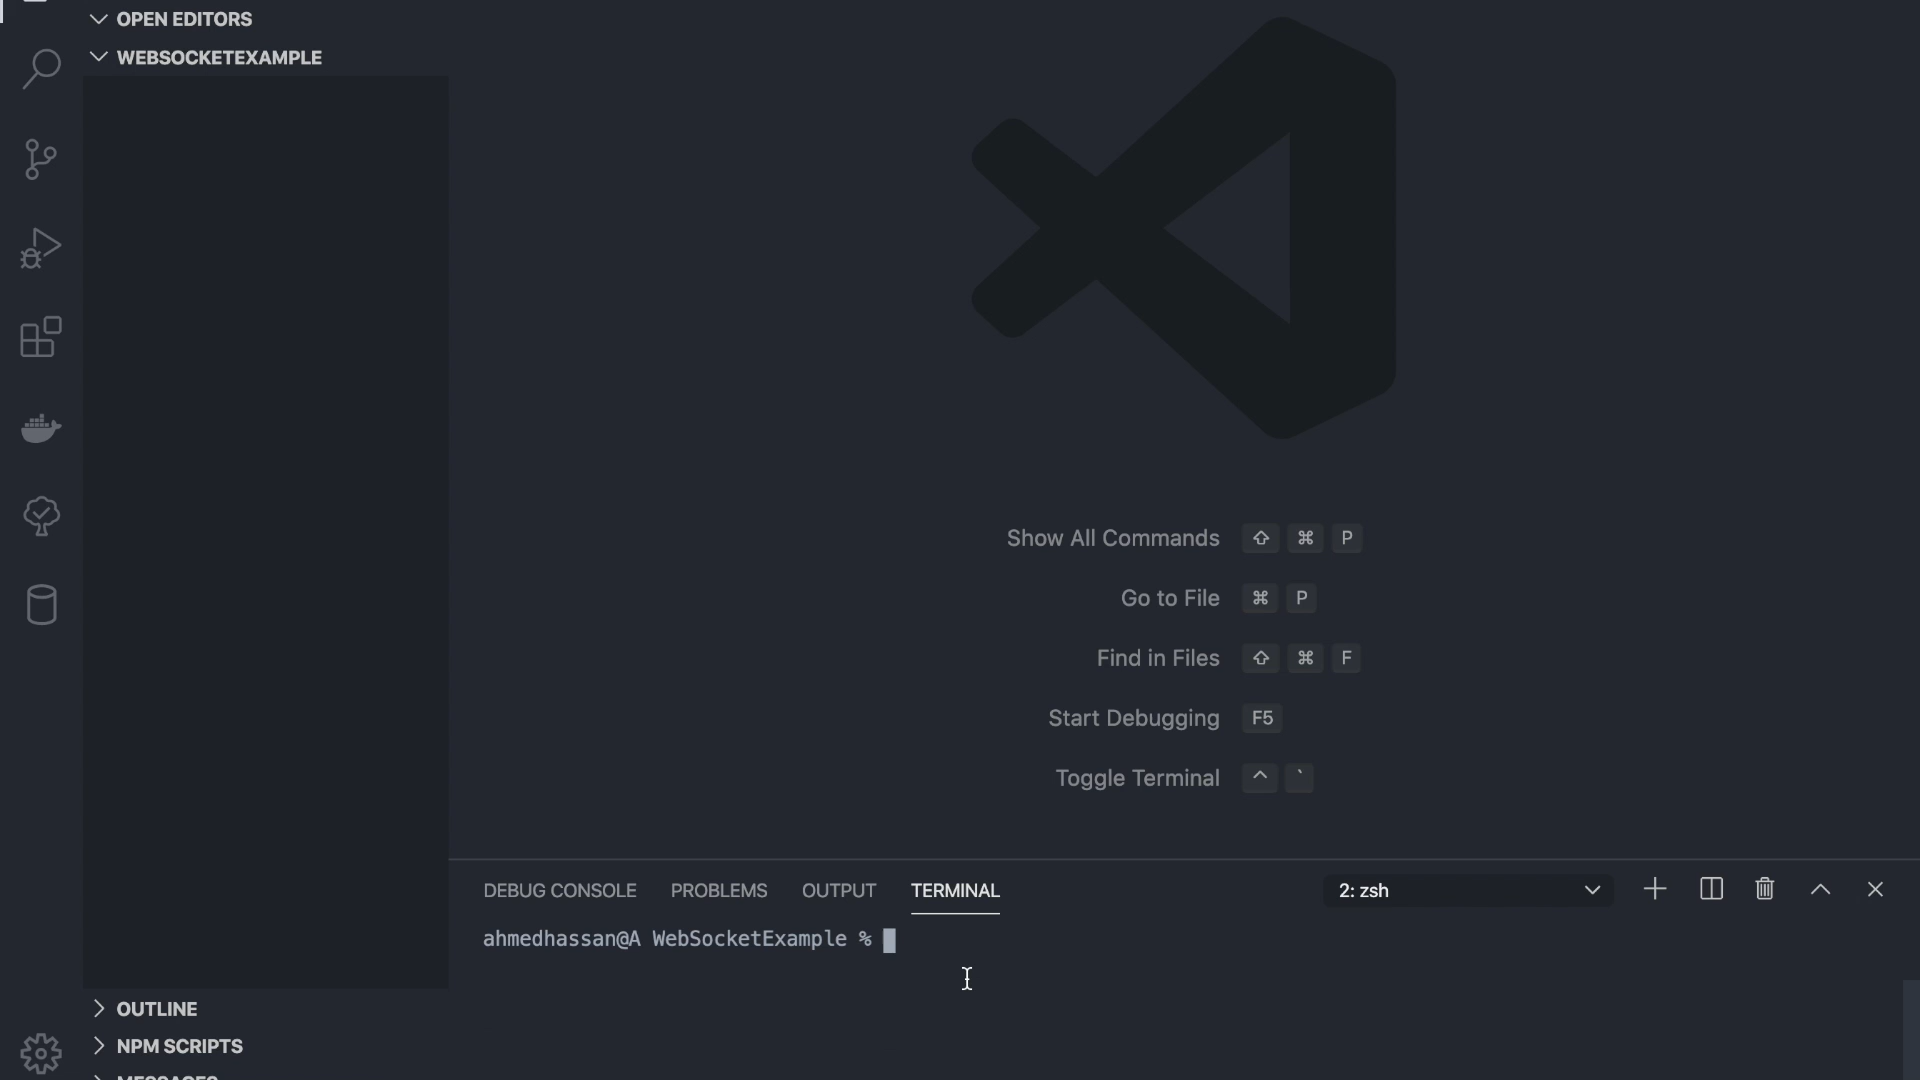 OPEN EDITORS
WEBSOCKETEXAMPLE
Show All Commands ⇧ ⌘ P
Go to File ⌘ P
Find in Files ⇧ ⌘ F
Start Debugging F5
Toggle Terminal ^ `
DEBUG CONSOLE PROBLEMS OUTPUT TERMINAL 2: zsh
ahmedhassan@A WebSocketExample %
OUTLINE
NPM SCRIPTS
MESSAGES